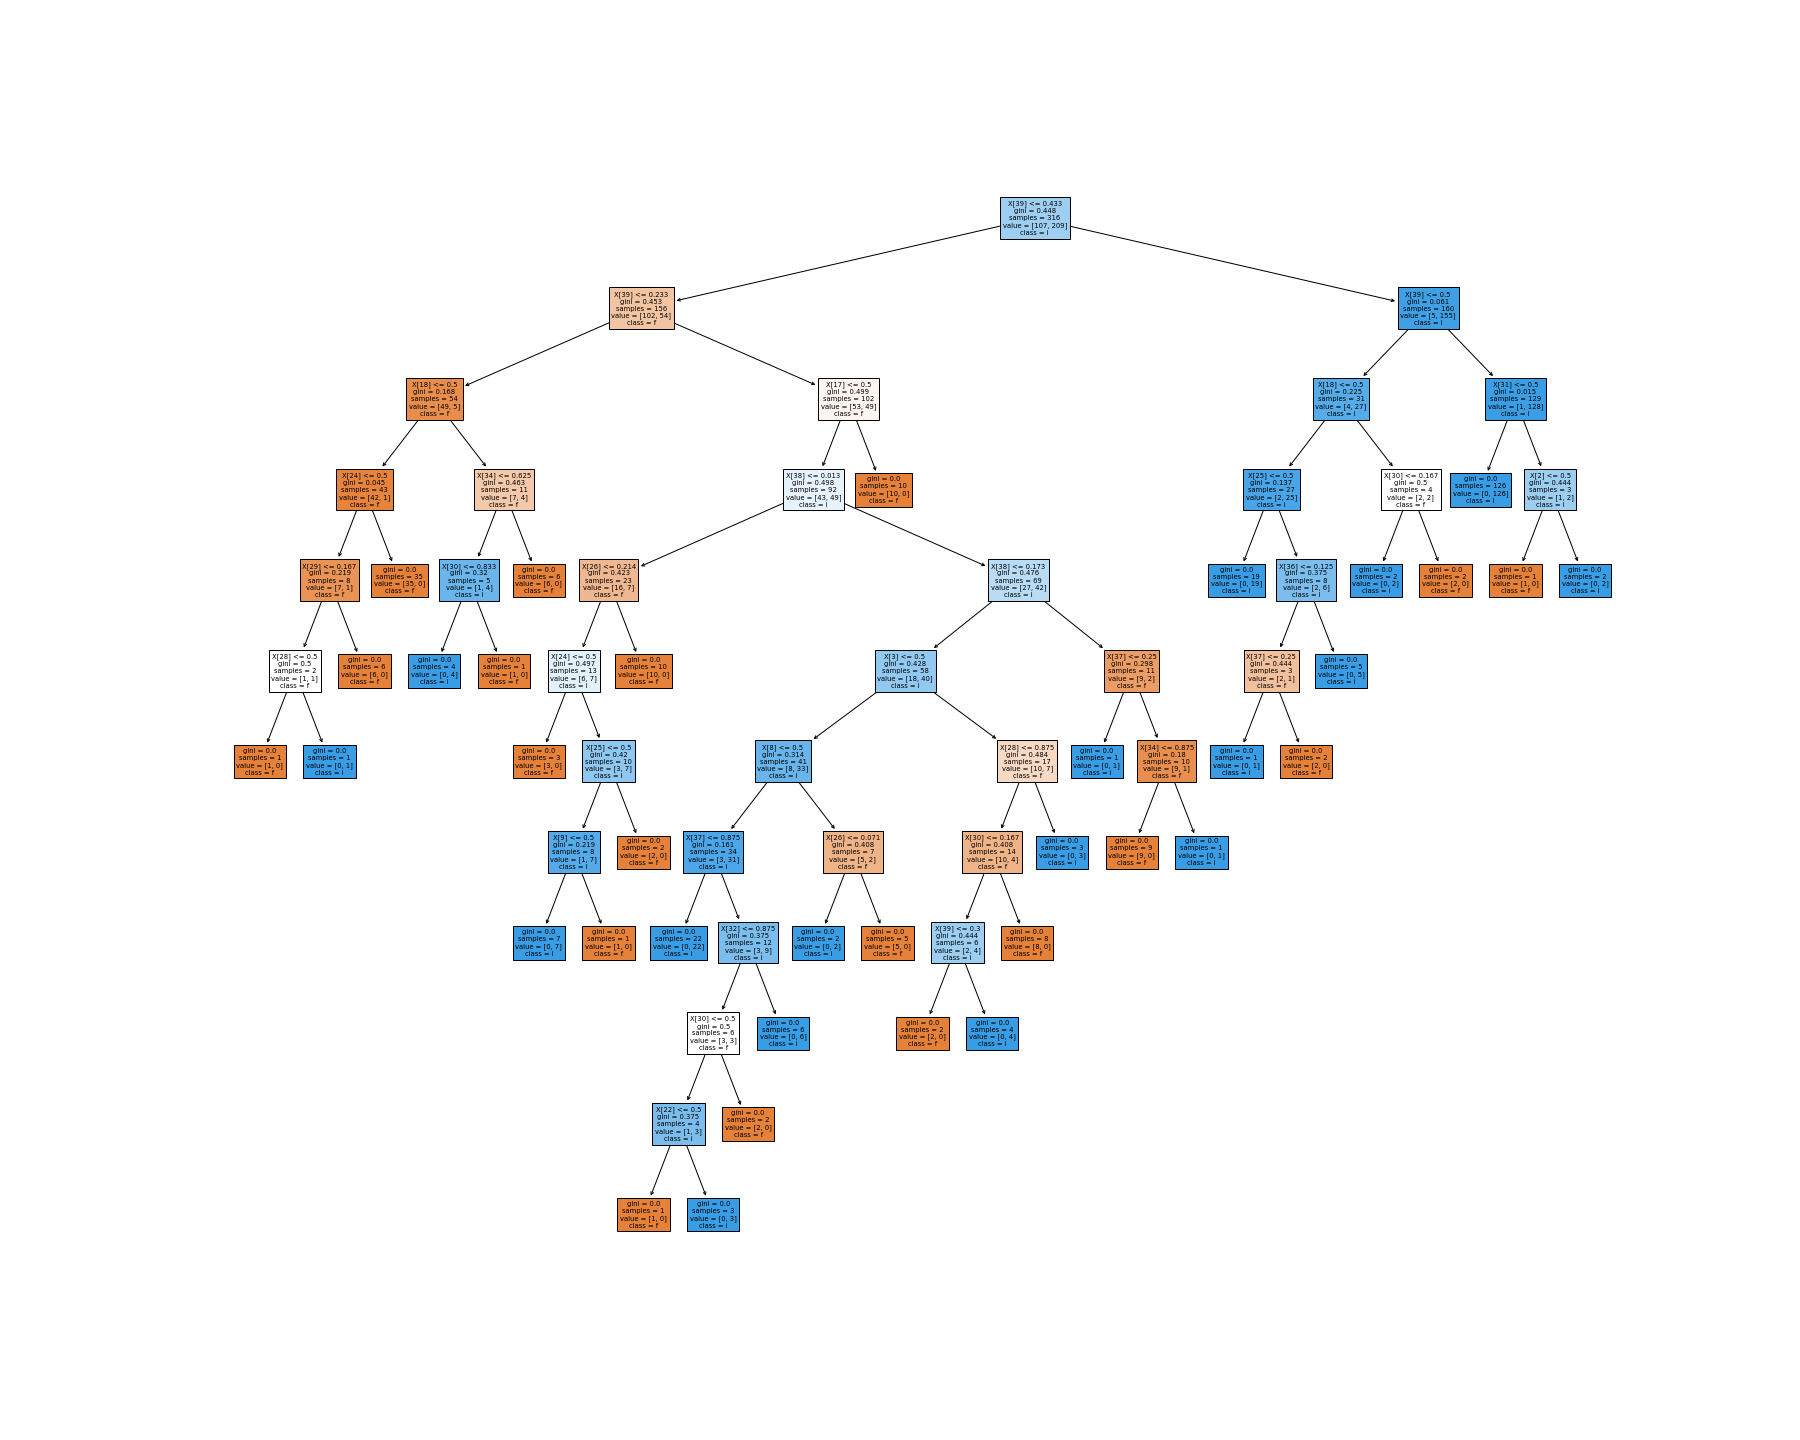 X[39] <= 0.433
gini = 0.448
samples = 316
value = [107, 209]
class = i
X[39] <= 0.233
gini = 0.453
samples = 156
value = [102, 54]
class = f
X[39] <= 0.5
gini = 0.061
samples = 160
value = [5, 155]
class = i
X[18] <= 0.5
gini = 0.168
samples = 54
value = [49, 5]
class = f
X[17] <= 0.5
gini = 0.499
samples = 102
value = [53, 49]
class = f
X[18] <= 0.5
gini = 0.225
samples = 31
value = [4, 27]
class = i
X[31] <= 0.5
gini = 0.015
samples = 129
value = [1, 128]
class = i
X[24] <= 0.5
gini = 0.045
samples = 43
value = [42, 1]
class = f
X[34] <= 0.625
gini = 0.463
samples = 11
value = [7, 4]
class = f
X[38] <= 0.013
gini = 0.498
samples = 92
value = [43, 49]
class = i
gini = 0.0
samples = 10
value = [10, 0]
class = f
X[25] <= 0.5
gini = 0.137
samples = 27
value = [2, 25]
class = i
X[30] <= 0.167
gini = 0.5
samples = 4
value = [2, 2]
class = f
gini = 0.0
samples = 126
value = [0, 126]
class = i
X[2] <= 0.5
gini = 0.444
samples = 3
value = [1, 2]
class = i
X[29] <= 0.167
gini = 0.219
samples = 8
value = [7, 1]
class = f
gini = 0.0
samples = 35
value = [35, 0]
class = f
X[30] <= 0.833
gini = 0.32
samples = 5
value = [1, 4]
class = i
gini = 0.0
samples = 6
value = [6, 0]
class = f
X[26] <= 0.214
gini = 0.423
samples = 23
value = [16, 7]
class = f
X[38] <= 0.173
gini = 0.476
samples = 69
value = [27, 42]
class = i
gini = 0.0
samples = 19
value = [0, 19]
class = i
X[36] <= 0.125
gini = 0.375
samples = 8
value = [2, 6]
class = i
gini = 0.0
samples = 2
value = [0, 2]
class = i
gini = 0.0
samples = 2
value = [2, 0]
class = f
gini = 0.0
samples = 1
value = [1, 0]
class = f
gini = 0.0
samples = 2
value = [0, 2]
class = i
X[28] <= 0.5
gini = 0.5
samples = 2
value = [1, 1]
class = f
gini = 0.0
samples = 6
value = [6, 0]
class = f
gini = 0.0
samples = 4
value = [0, 4]
class = i
gini = 0.0
samples = 1
value = [1, 0]
class = f
X[24] <= 0.5
gini = 0.497
samples = 13
value = [6, 7]
class = i
gini = 0.0
samples = 10
value = [10, 0]
class = f
X[3] <= 0.5
gini = 0.428
samples = 58
value = [18, 40]
class = i
X[37] <= 0.25
gini = 0.298
samples = 11
value = [9, 2]
class = f
X[37] <= 0.25
gini = 0.444
samples = 3
value = [2, 1]
class = f
gini = 0.0
samples = 5
value = [0, 5]
class = i
gini = 0.0
samples = 1
value = [1, 0]
class = f
gini = 0.0
samples = 1
value = [0, 1]
class = i
gini = 0.0
samples = 3
value = [3, 0]
class = f
X[25] <= 0.5
gini = 0.42
samples = 10
value = [3, 7]
class = i
X[8] <= 0.5
gini = 0.314
samples = 41
value = [8, 33]
class = i
X[28] <= 0.875
gini = 0.484
samples = 17
value = [10, 7]
class = f
gini = 0.0
samples = 1
value = [0, 1]
class = i
X[34] <= 0.875
gini = 0.18
samples = 10
value = [9, 1]
class = f
gini = 0.0
samples = 1
value = [0, 1]
class = i
gini = 0.0
samples = 2
value = [2, 0]
class = f
X[9] <= 0.5
gini = 0.219
samples = 8
value = [1, 7]
class = i
gini = 0.0
samples = 2
value = [2, 0]
class = f
X[37] <= 0.875
gini = 0.161
samples = 34
value = [3, 31]
class = i
X[26] <= 0.071
gini = 0.408
samples = 7
value = [5, 2]
class = f
X[30] <= 0.167
gini = 0.408
samples = 14
value = [10, 4]
class = f
gini = 0.0
samples = 3
value = [0, 3]
class = i
gini = 0.0
samples = 9
value = [9, 0]
class = f
gini = 0.0
samples = 1
value = [0, 1]
class = i
gini = 0.0
samples = 7
value = [0, 7]
class = i
gini = 0.0
samples = 1
value = [1, 0]
class = f
gini = 0.0
samples = 22
value = [0, 22]
class = i
X[32] <= 0.875
gini = 0.375
samples = 12
value = [3, 9]
class = i
gini = 0.0
samples = 2
value = [0, 2]
class = i
gini = 0.0
samples = 5
value = [5, 0]
class = f
X[39] <= 0.3
gini = 0.444
samples = 6
value = [2, 4]
class = i
gini = 0.0
samples = 8
value = [8, 0]
class = f
X[30] <= 0.5
gini = 0.5
samples = 6
value = [3, 3]
class = f
gini = 0.0
samples = 6
value = [0, 6]
class = i
gini = 0.0
samples = 2
value = [2, 0]
class = f
gini = 0.0
samples = 4
value = [0, 4]
class = i
X[22] <= 0.5
gini = 0.375
samples = 4
value = [1, 3]
class = i
gini = 0.0
samples = 2
value = [2, 0]
class = f
gini = 0.0
samples = 1
value = [1, 0]
class = f
gini = 0.0
samples = 3
value = [0, 3]
class = i